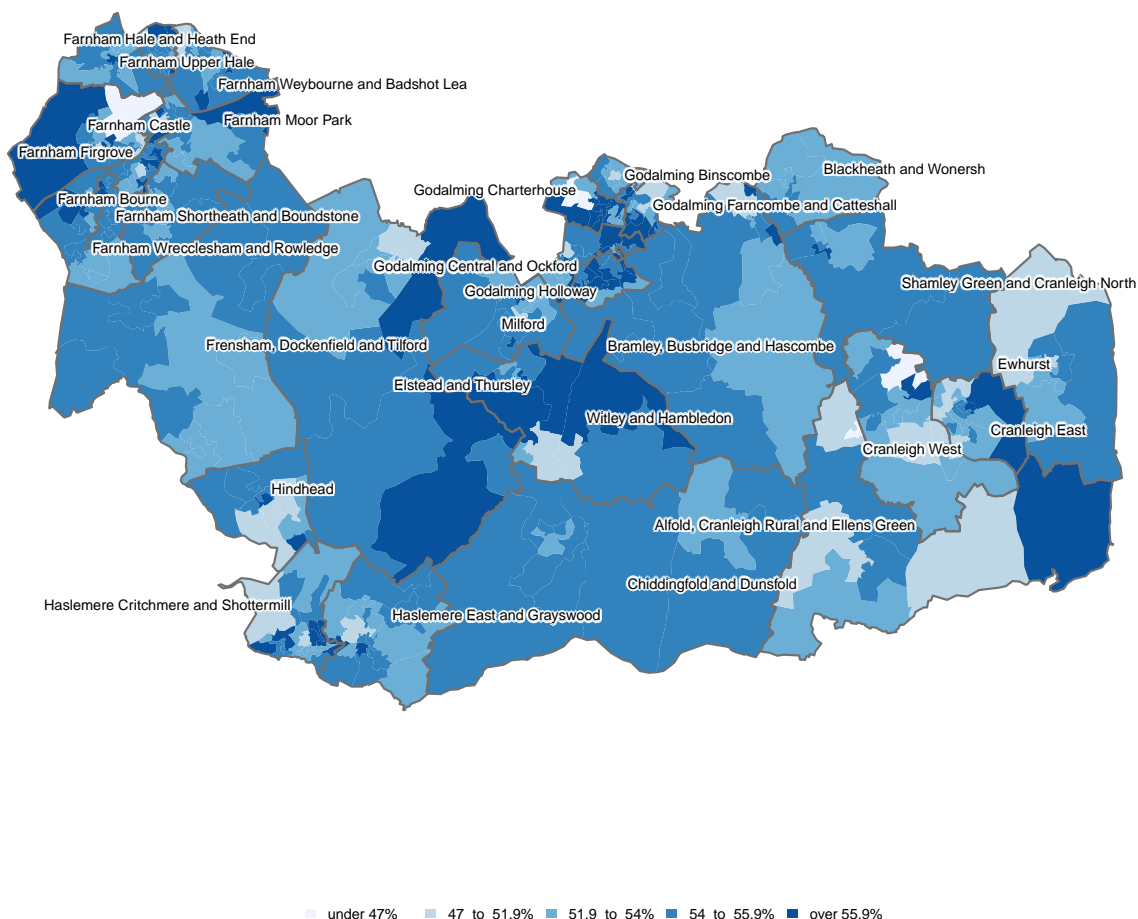 Farnham Hale and Heath End
Farnham Upper Hale
Farnham Weybourne and Badshot Lea
Farnham Castle
Farnham Moor Park
Farnham Firgrove
Blackheath and Wonersh
Godalming Binscombe
Godalming Charterhouse
Farnham Bourne
Godalming Farncombe and Catteshall
Farnham Shortheath and Boundstone
Farnham Wrecclesham and Rowledge
Godalming Central and Ockford
Shamley Green and Cranleigh North
Godalming Holloway
Milford
Frensham, Dockenfield and Tilford
Bramley, Busbridge and Hascombe
Ewhurst
Elstead and Thursley
Witley and Hambledon
Cranleigh East
Cranleigh West
Hindhead
Alfold, Cranleigh Rural and Ellens Green
Chiddingfold and Dunsfold
Haslemere Critchmere and Shottermill
Haslemere East and Grayswood
under 47% 47 to 51.9% 51.9 to 54% 54 to 55.9% over 55.9%